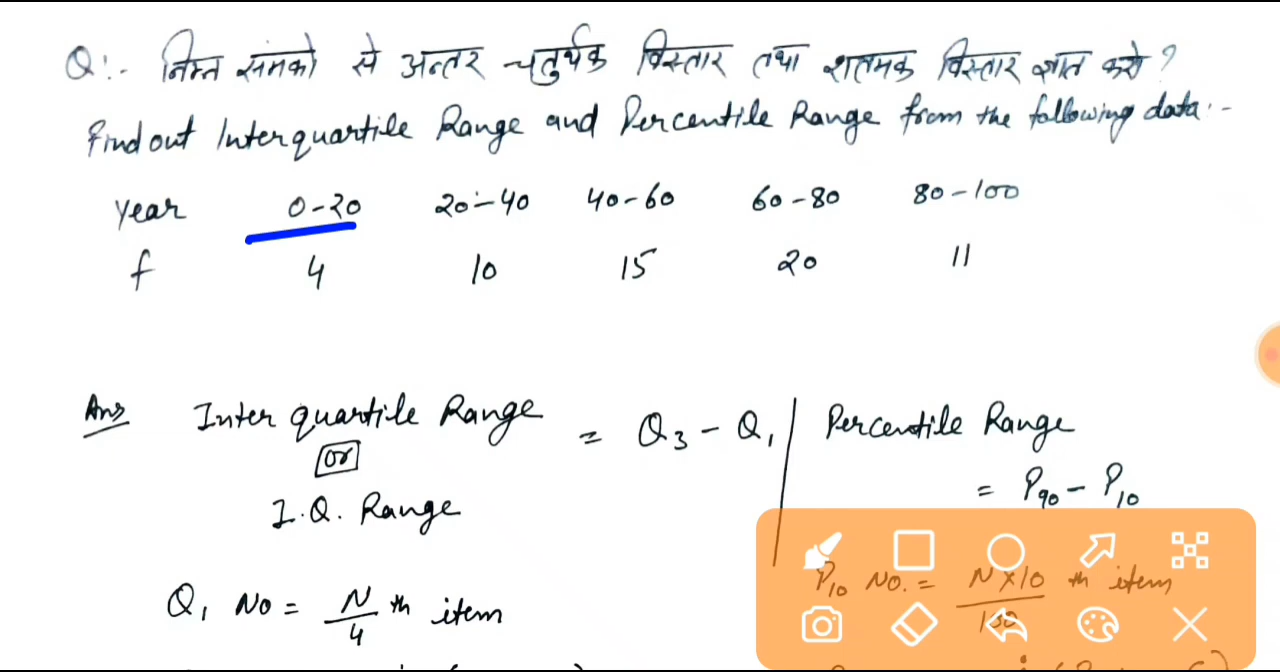 Q:- निम्न समंको से अन्तर चतुर्थक विस्तार तथा शतमक विस्तार ज्ञात करो ?
Find out Interquartile Range and Percentile Range from the following data:-
Year 0-20 20-40 40-60 60-80 80-100
f 4 10 15 20 11
Ans Inter quartile Range = Q₃ - Q₁ | Percentile Range
or
I.Q. Range
= P₉₀ - P₁₀
Q₁ No = N/4 th item
P₁₀ No. = N×10/100 th item